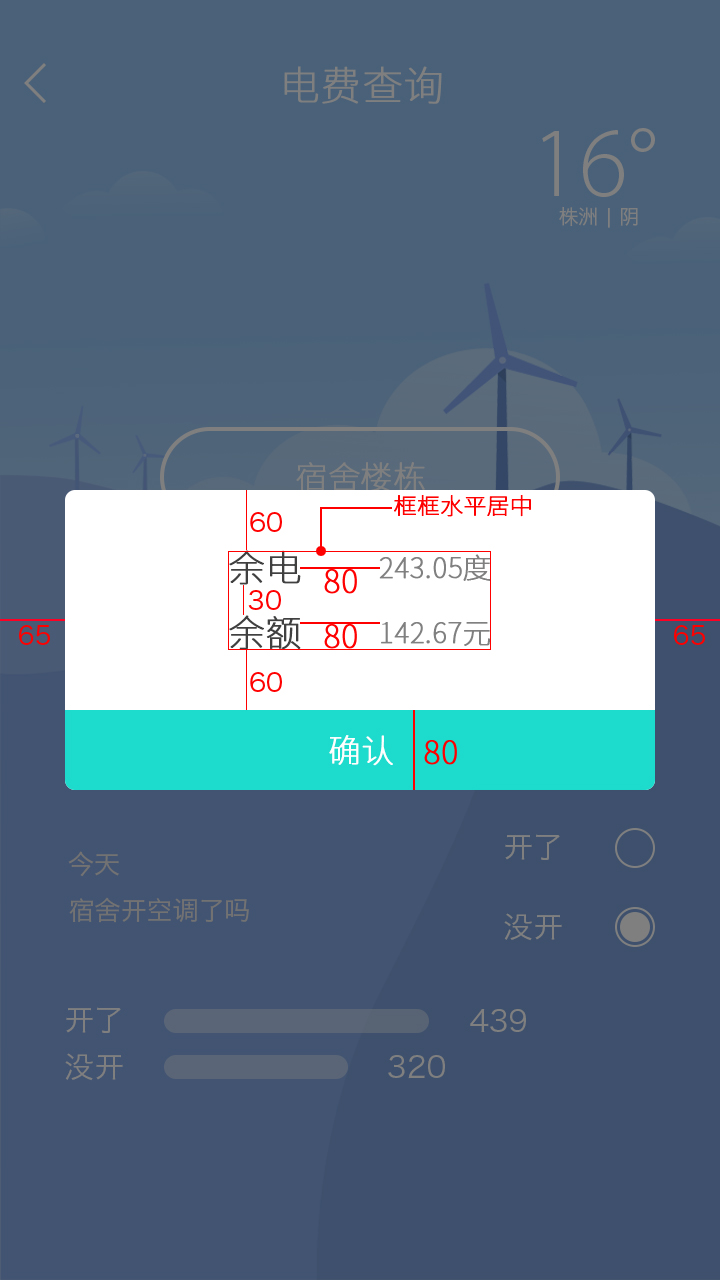 电费查询
16°
株洲 | 阴
宿舍楼栋
60
框框水平居中
余电 80 243.05度
30
65 余额 80 142.67元 65
60
确认 80
今天
宿舍开空调了吗
开了
没开
开了 439
没开 320